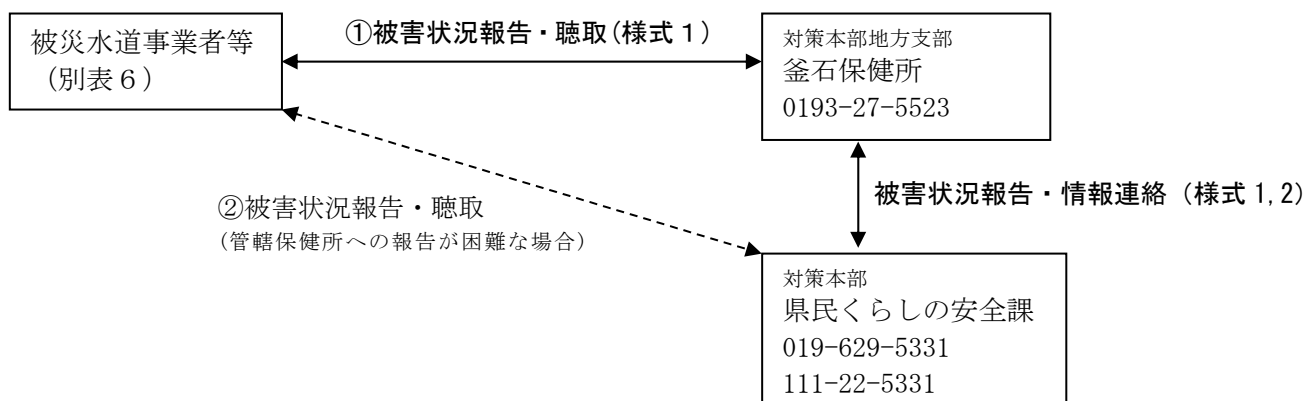 ①被害状況報告・聴取(様式1)
被災水道事業者等
(別表6)
対策本部地方支部
釜石保健所
0193-27-5523
被害状況報告・情報連絡(様式1,2)
②被害状況報告・聴取
(管轄保健所への報告が困難な場合)
対策本部
県民くらしの安全課
019-629-5331
111-22-5331